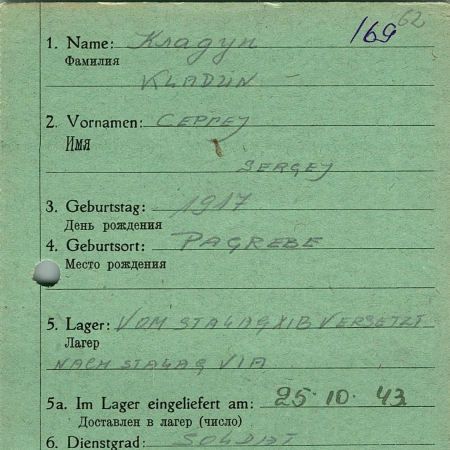 169 62
1. Name: Кладун
Фамилия
KLADUN
2. Vornamen: СЕРГЕJ
Имя
SERGEJ
3. Geburtstag: 1917
День рождения
4. Geburtsort: PAGREBE
Место рождения
5. Lager: VOM STALAG XIB VERSETZT
Лагер
NACH STALAG VIA
5a. Im Lager eingeliefert am: 25. 10. 43
Доставлен в лагер (число)
6. Dienstgrad: SOLDAT